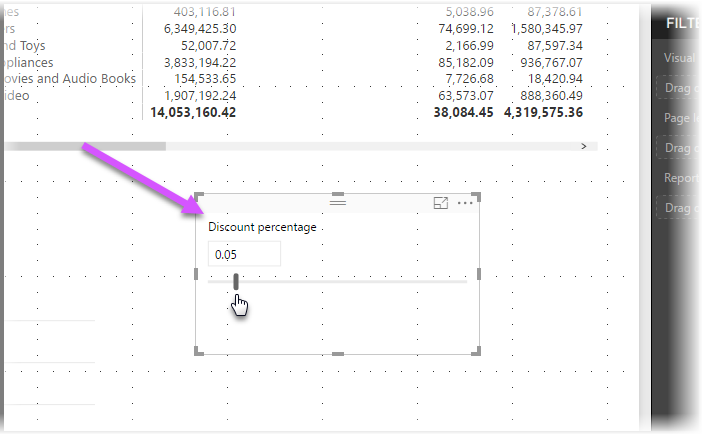 es 403,116.81 5,038.96 87,378.61
rs 6,349,425.30 74,699.12 1,580,345.97
nd Toys 52,007.72 2,166.99 87,597.34
ppliances 3,833,194.22 85,182.09 936,767.07
ovies and Audio Books 154,533.65 7,726.68 18,420.94
ideo 1,907,192.24 63,573.07 888,360.49
14,053,160.42 38,084.45 4,319,575.36
Discount percentage
0.05
FILTE
Visual
Drag
Page l
Drag
Report
Drag